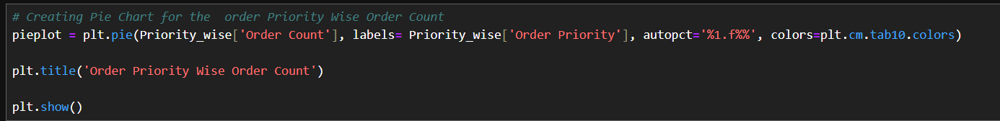 # Creating Pie Chart for the  order Priority Wise Order Count
pieplot = plt.pie(Priority_wise['Order Count'], labels= Priority_wise['Order Priority'], autopct='%1.f%%', colors=plt.cm.tab10.colors)
plt.title('Order Priority Wise Order Count')
plt.show()